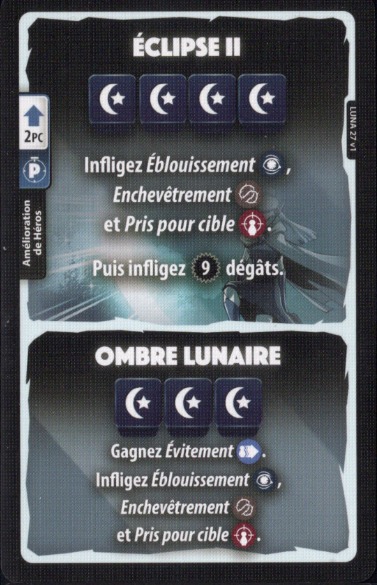 ÉCLIPSE II
2PC
P
Amélioration
de Héros
LUNA 27 v1
Infligez Éblouissement ,
Enchevêtrement
et Pris pour cible .
Puis infligez 9 dégâts.
OMBRE LUNAIRE
Gagnez Évitement .
Infligez Éblouissement ,
Enchevêtrement
et Pris pour cible .